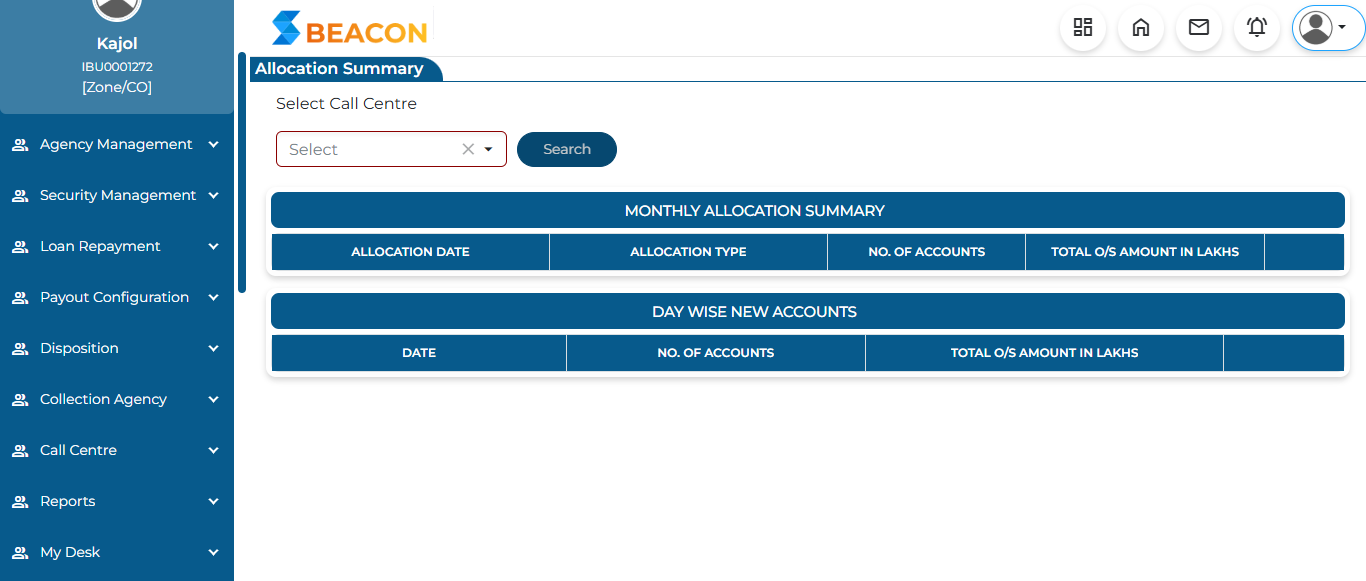 Kajol
IBU0001272
[Zone/CO]
Agency Management
Security Management
Loan Repayment
Payout Configuration
Disposition
Collection Agency
Call Centre
Reports
My Desk
BEACON
Allocation Summary
Select Call Centre
Select
Search
MONTHLY ALLOCATION SUMMARY
ALLOCATION DATE ALLOCATION TYPE NO. OF ACCOUNTS TOTAL O/S AMOUNT IN LAKHS
DAY WISE NEW ACCOUNTS
DATE NO. OF ACCOUNTS TOTAL O/S AMOUNT IN LAKHS